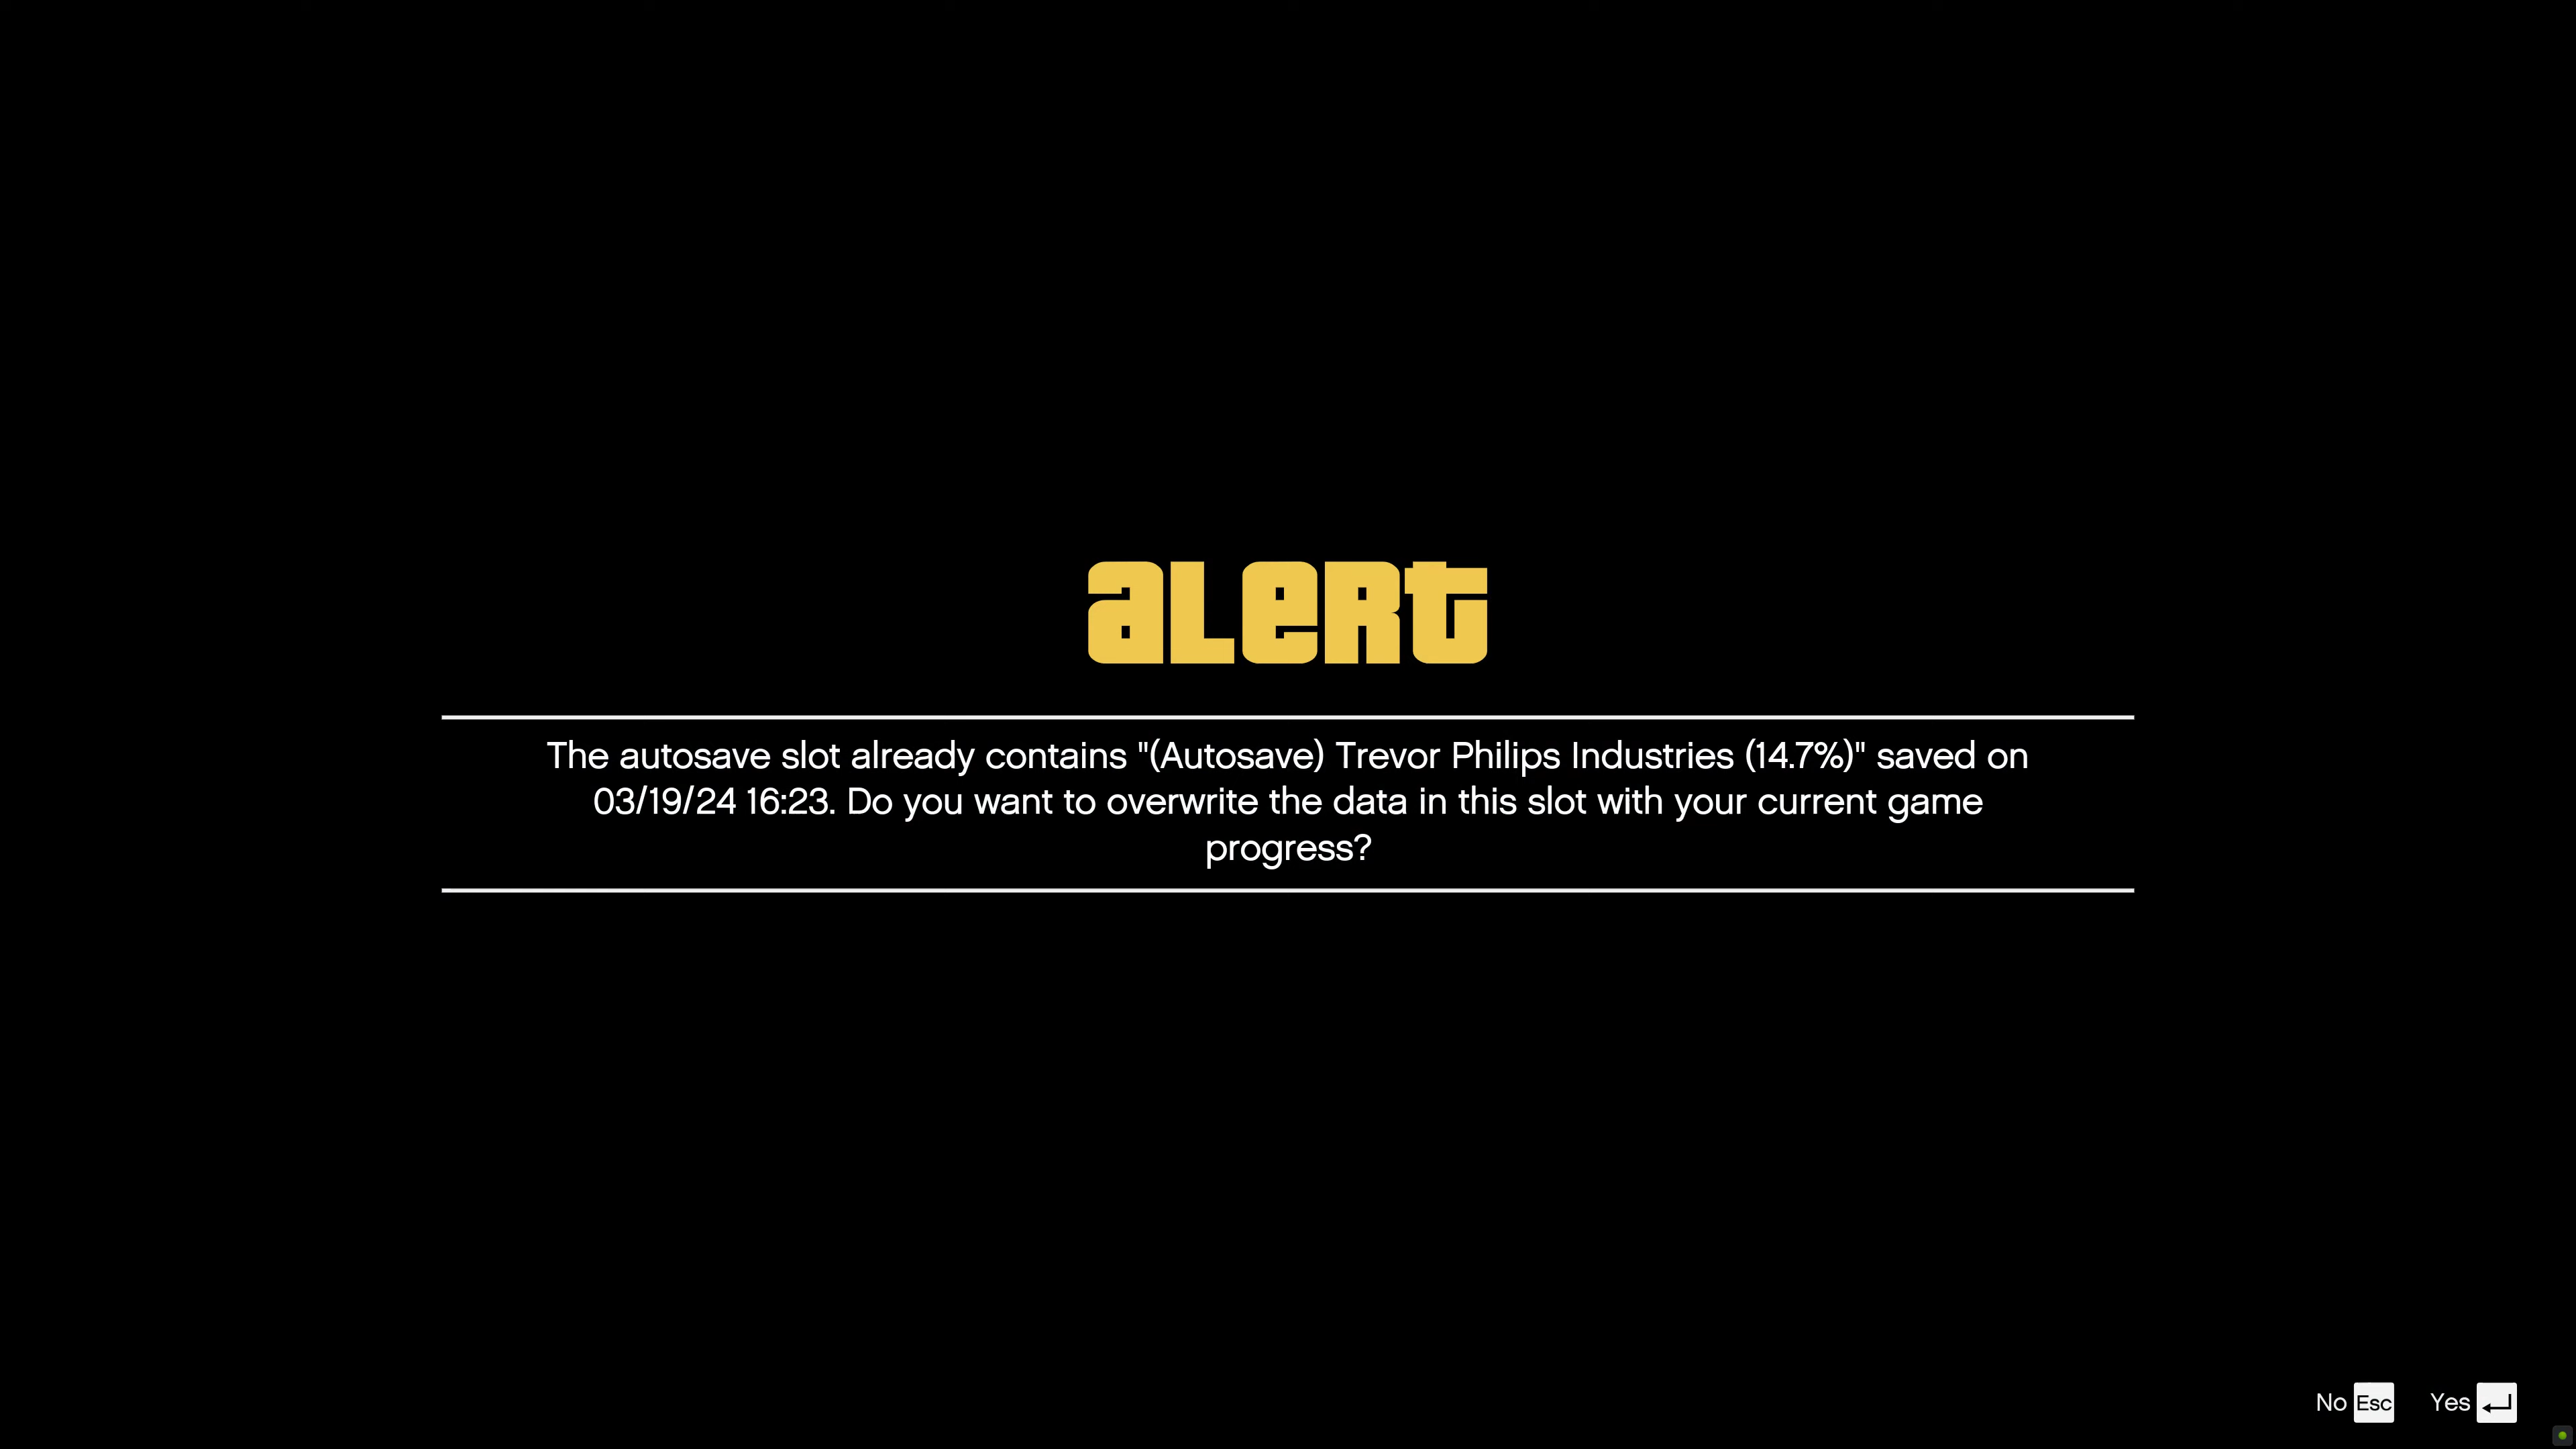 aLeRt
The autosave slot already contains "(Autosave) Trevor Philips Industries (14.7%)" saved on
03/19/24 16:23. Do you want to overwrite the data in this slot with your current game
progress?
No Esc Yes